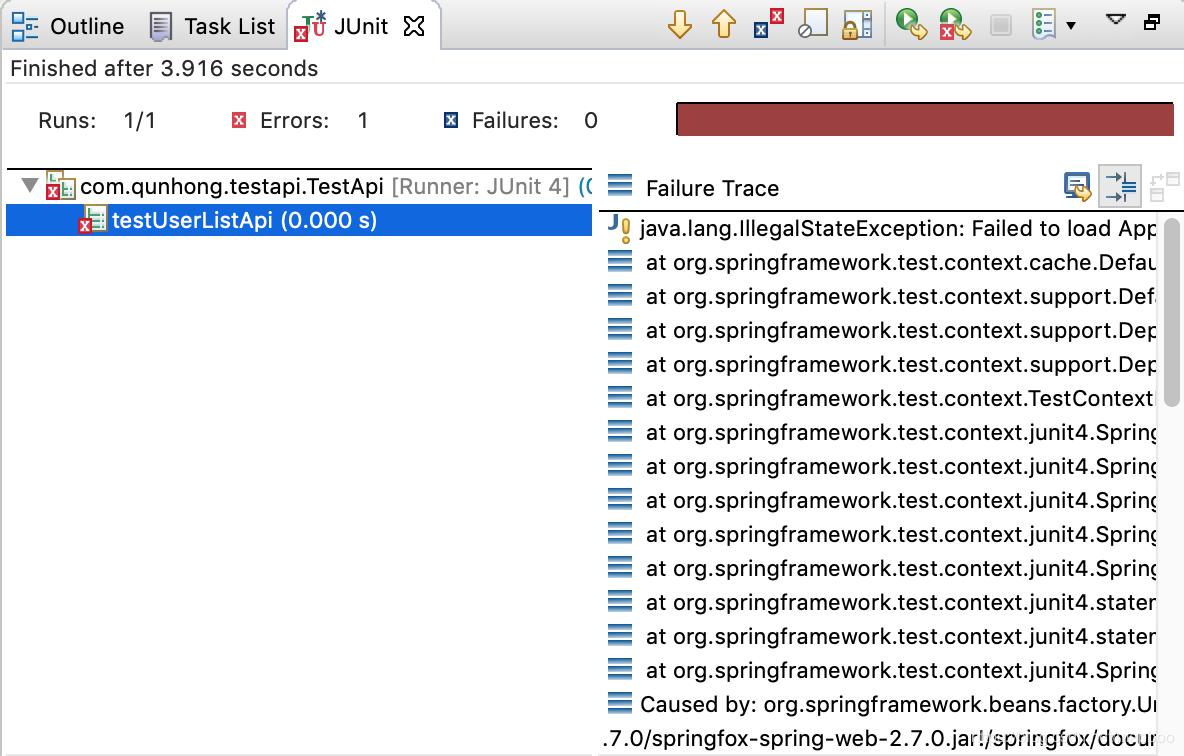 Outline Task List JUnit
Finished after 3.916 seconds
Runs: 1/1 Errors: 1 Failures: 0
com.qunhong.testapi.TestApi [Runner: JUnit 4] (0
testUserListApi (0.000 s)
Failure Trace
java.lang.IllegalStateException: Failed to load App
at org.springframework.test.context.cache.Defau
at org.springframework.test.context.support.Def
at org.springframework.test.context.support.Dep
at org.springframework.test.context.support.Dep
at org.springframework.test.context.TestContext
at org.springframework.test.context.junit4.Spring
at org.springframework.test.context.junit4.Spring
at org.springframework.test.context.junit4.Spring
at org.springframework.test.context.junit4.Spring
at org.springframework.test.context.junit4.Spring
at org.springframework.test.context.junit4.stater
at org.springframework.test.context.junit4.stater
at org.springframework.test.context.junit4.Spring
Caused by: org.springframework.beans.factory.Un
.7.0/springfox-spring-web-2.7.0.jar!/springfox/docur